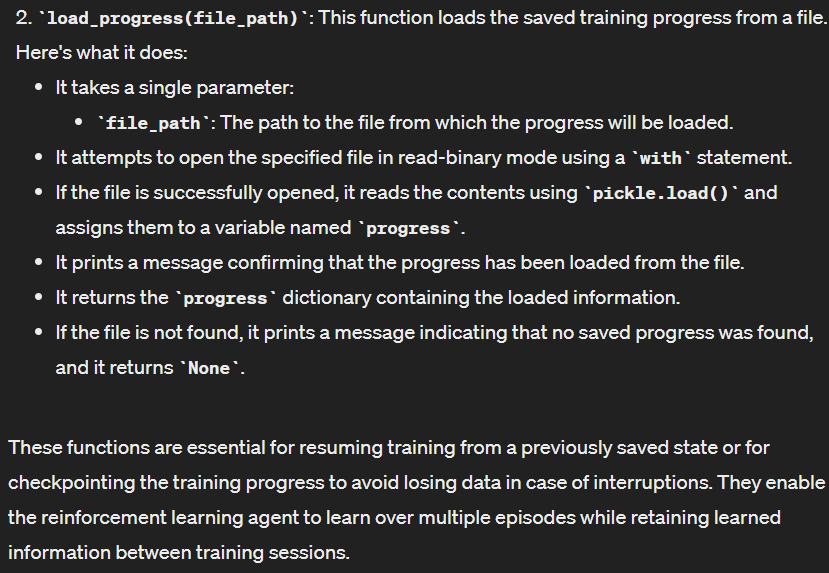 2. `load_progress(file_path)`: This function loads the saved training progress from a file.
Here's what it does:
• It takes a single parameter:
• `file_path`: The path to the file from which the progress will be loaded.
• It attempts to open the specified file in read-binary mode using a `with` statement.
• If the file is successfully opened, it reads the contents using `pickle.load()` and
assigns them to a variable named `progress`.
• It prints a message confirming that the progress has been loaded from the file.
• It returns the `progress` dictionary containing the loaded information.
• If the file is not found, it prints a message indicating that no saved progress was found,
and it returns `None`.
These functions are essential for resuming training from a previously saved state or for
checkpointing the training progress to avoid losing data in case of interruptions. They enable
the reinforcement learning agent to learn over multiple episodes while retaining learned
information between training sessions.